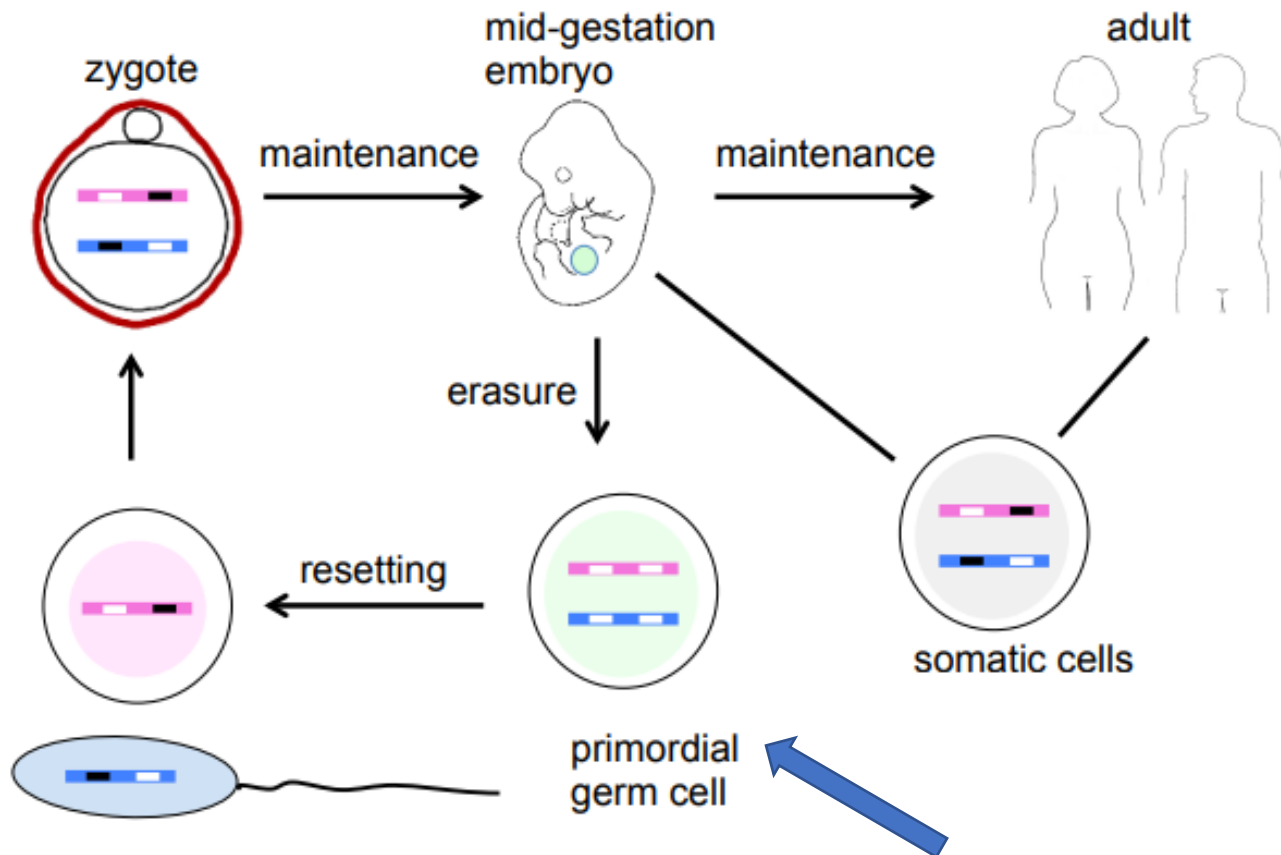 zygote
mid-gestation
embryo
adult
maintenance
maintenance
erasure
resetting
somatic cells
primordial
germ cell